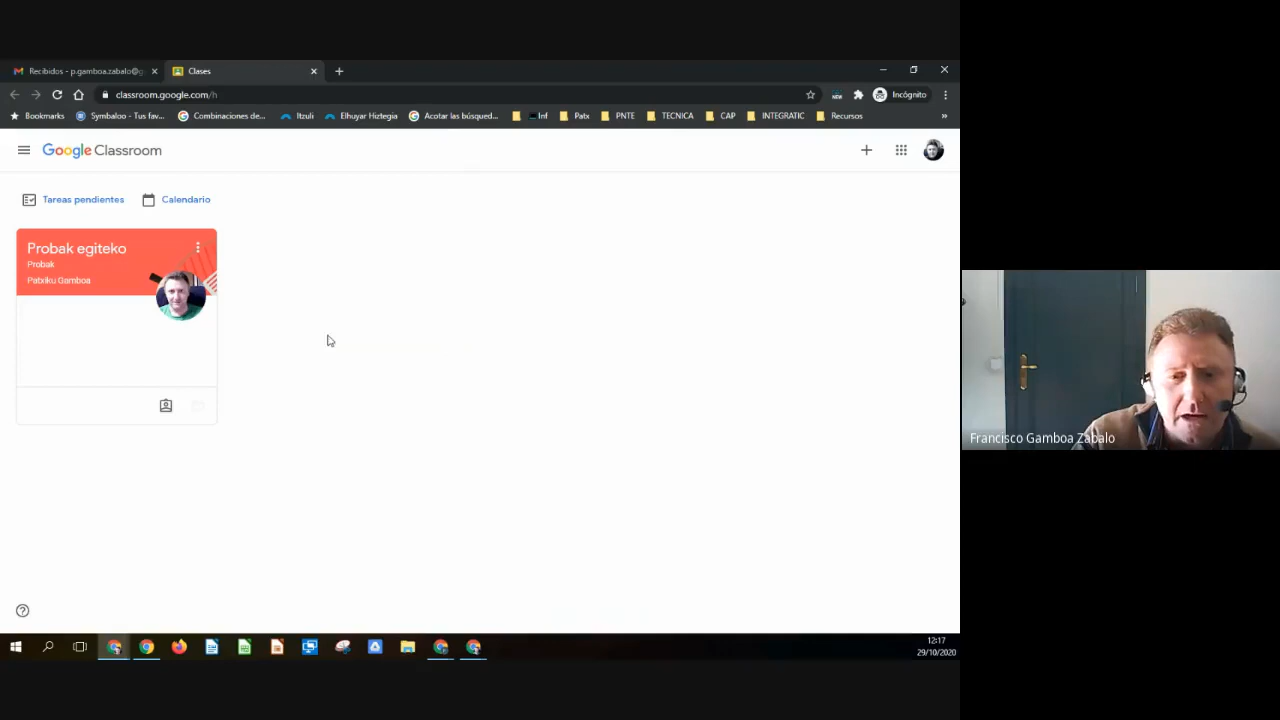 Recibidos - p.gamboa.zabalo@g
Clases
classroom.google.com/h
Incógnito
Bookmarks
Symbaloo - Tus fav...
Combinaciones de...
Itzuli
Elhuyar Hiztegia
Acotar las búsqued...
Inf
Patx
PNTE
TECNICA
CAP
INTEGRATIC
Recursos
»
Google Classroom
Tareas pendientes
Calendario
Probak egiteko
Probak
Patxiku Gamboa
Francisco Gamboa Zabalo
12:17
29/10/2020